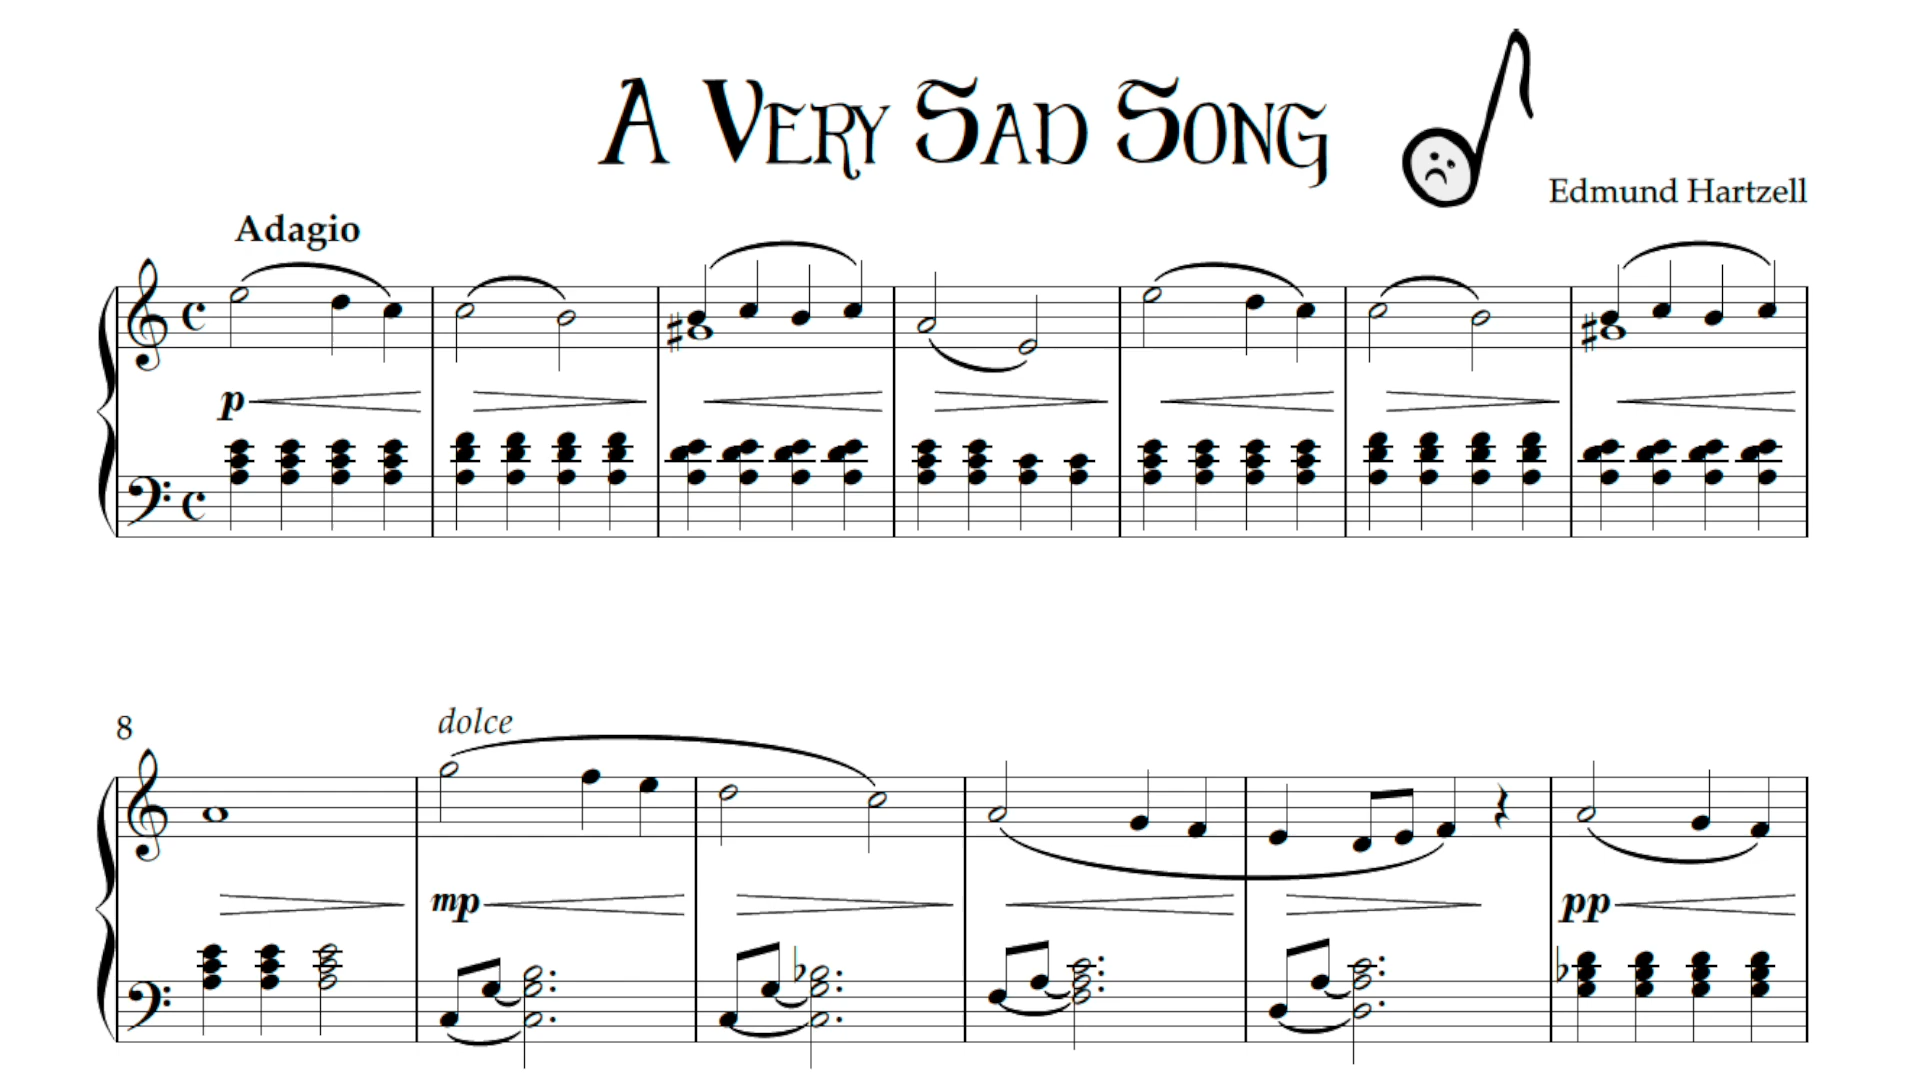 A VERY SAD SONG
Edmund Hartzell
Adagio
p
8
dolce
mp
pp